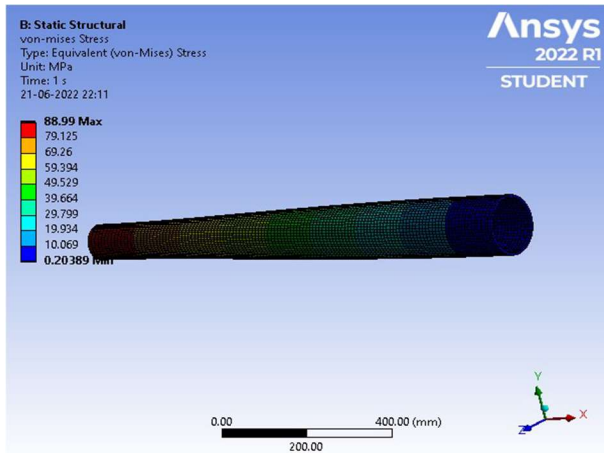 B: Static Structural
von-mises Stress
Type: Equivalent (von-Mises) Stress
Unit: MPa
Time: 1 s
21-06-2022 22:11
88.99 Max
79.125
69.26
59.394
49.529
39.664
29.799
19.934
10.069
0.20389 Min
Ansys
2022 R1
STUDENT
0.00
400.00 (mm)
200.00
Y
X
Z